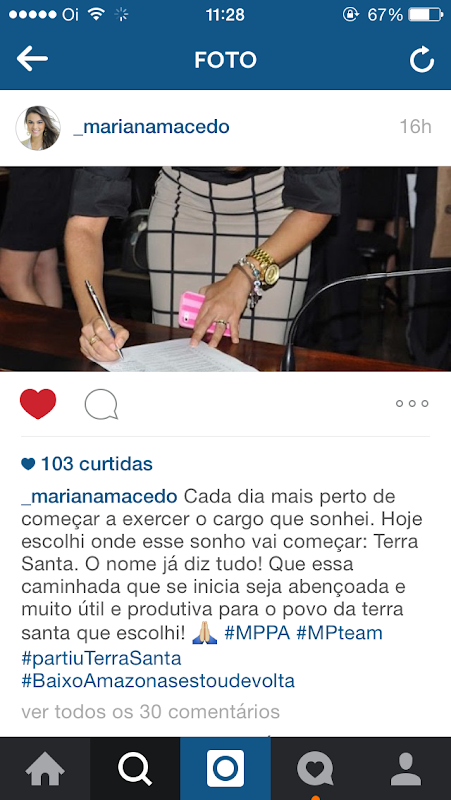 Oi 11:28 67%
FOTO
_marianamacedo 16h
103 curtidas
_marianamacedo Cada dia mais perto de
começar a exercer o cargo que sonhei. Hoje
escolhi onde esse sonho vai começar: Terra
Santa. O nome já diz tudo! Que essa
caminhada que se inicia seja abençoada e
muito útil e produtiva para o povo da terra
santa que escolhi! 🙏 #MPPA #MPteam
#partiuTerraSanta
#BaixoAmazonasestoudevolta
ver todos os 30 comentários